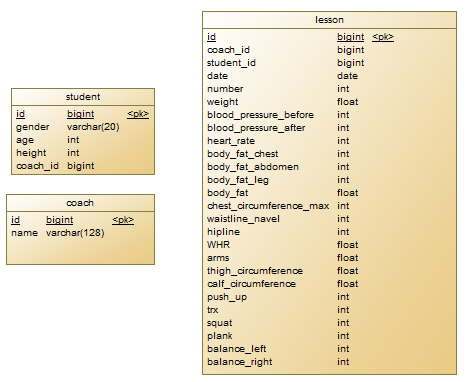 student
id bigint <pk>
gender varchar(20)
age int
height int
coach_id bigint
coach
id bigint <pk>
name varchar(128)
lesson
id bigint <pk>
coach_id bigint
student_id bigint
date date
number int
weight float
blood_pressure_before int
blood_pressure_after int
heart_rate int
body_fat_chest int
body_fat_abdomen int
body_fat_leg int
body_fat float
chest_circumference_max int
waistline_navel int
hipline int
WHR float
arms float
thigh_circumference float
calf_circumference float
push_up int
trx int
squat int
plank int
balance_left int
balance_right int